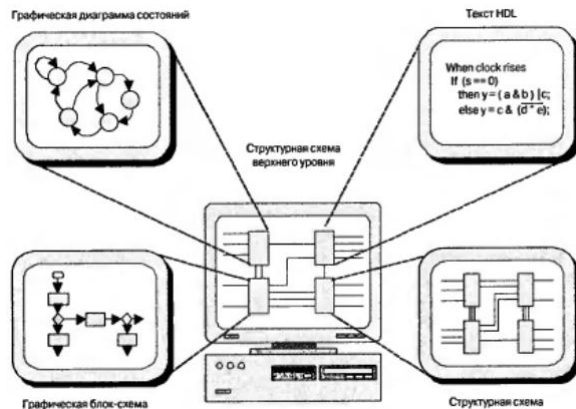 Графическая диаграмма состояний
Текст HDL
When clock rises
If (s == 0)
then y = ( a & b ) | c;
else y = c & (d * e);
Структурная схема
верхнего уровня
Графическая блок-схема
Структурная схема